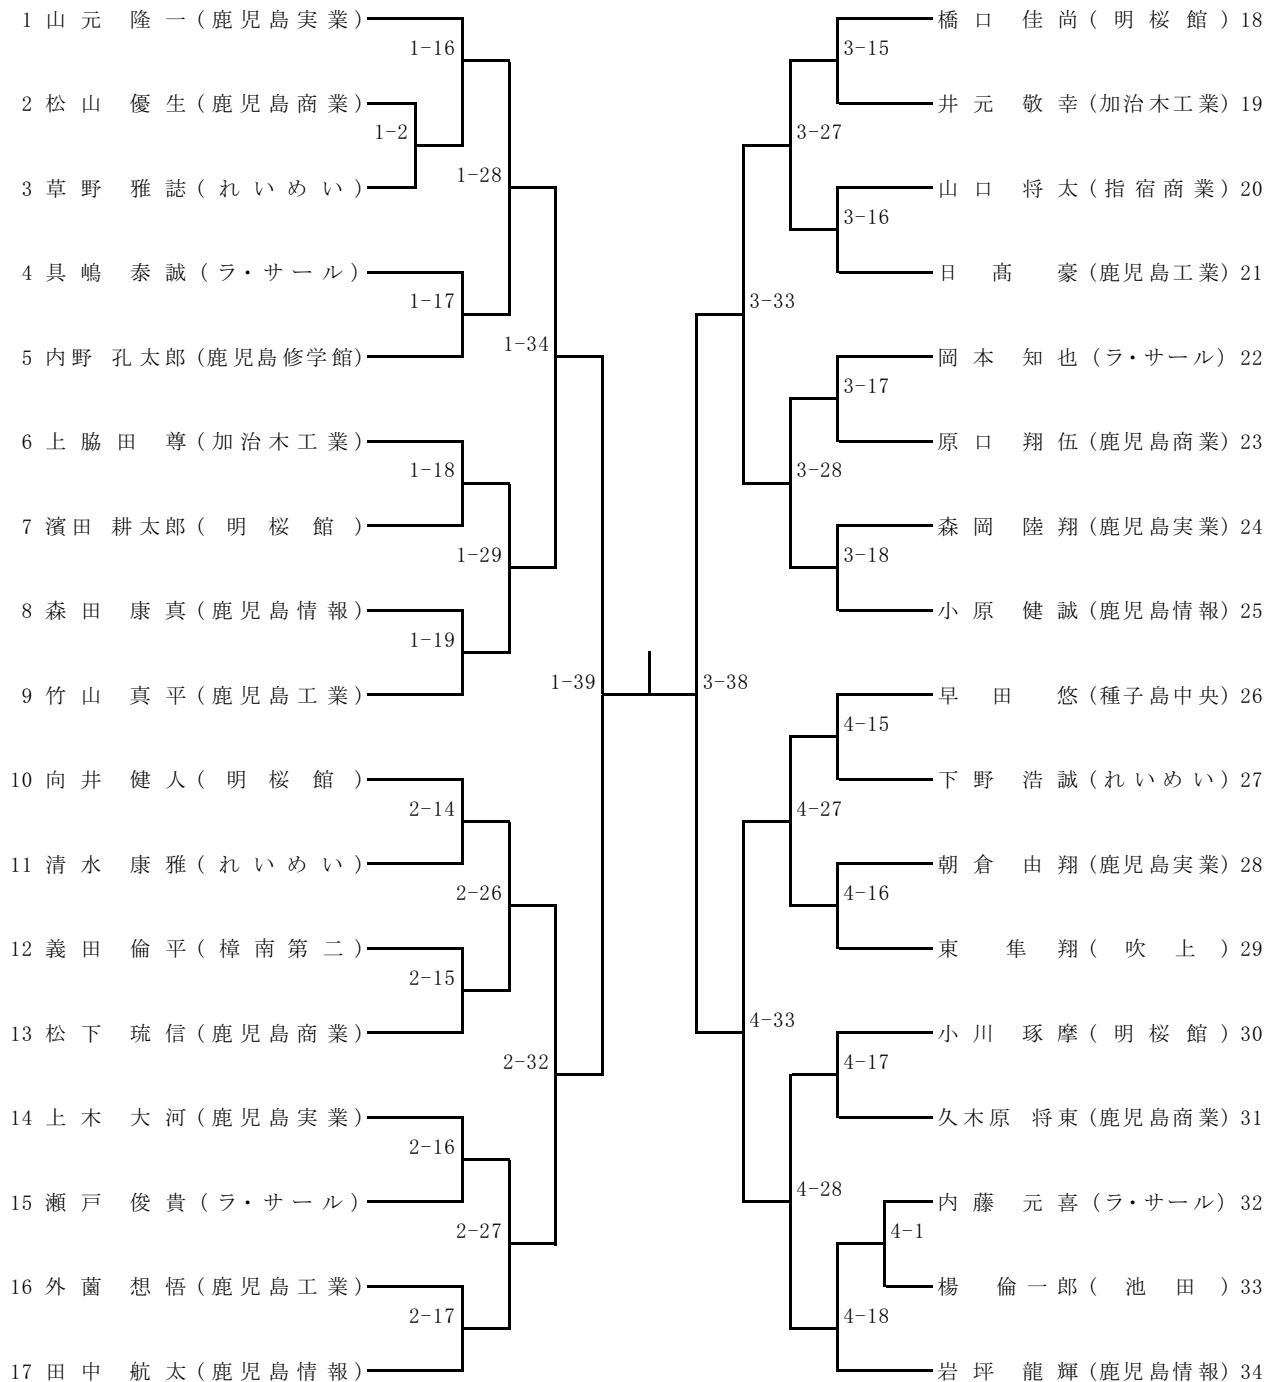 1 山元 隆一(鹿児島実業)
1-16
2 松山 優生(鹿児島商業)
1-2
3 草野 雅誌(れいめい)
1-28
4 具嶋 泰誠(ラ・サール)
1-17
5 内野 孔太郎(鹿児島修学館)
1-34
6 上脇田 尊(加治木工業)
1-18
7 濱田 耕太郎(明桜館)
1-29
8 森田 康真(鹿児島情報)
1-19
9 竹山 真平(鹿児島工業)
1-39
10 向井 健人(明桜館)
2-14
11 清水 康雅(れいめい)
2-26
12 義田 倫平(樟南第二)
2-15
13 松下 琉信(鹿児島商業)
2-32
14 上木 大河(鹿児島実業)
2-16
15 瀬戸 俊貴(ラ・サール)
2-27
16 外薗 想悟(鹿児島工業)
2-17
17 田中 航太(鹿児島情報)
橋口 佳尚(明桜館)18
3-15
井元 敬幸(加治木工業)19
3-27
山口 将太(指宿商業)20
3-16
日髙 豪(鹿児島工業)21
3-33
岡本 知也(ラ・サール)22
3-17
原口 翔伍(鹿児島商業)23
3-28
森岡 陸翔(鹿児島実業)24
3-18
小原 健誠(鹿児島情報)25
3-38
早田 悠(種子島中央)26
4-15
下野 浩誠(れいめい)27
4-27
朝倉 由翔(鹿児島実業)28
4-16
東 隼翔(吹上)29
4-33
小川 琢摩(明桜館)30
4-17
久木原 将東(鹿児島商業)31
4-28
内藤 元喜(ラ・サール)32
4-1
楊 倫一郎(池田)33
4-18
岩坪 龍輝(鹿児島情報)34